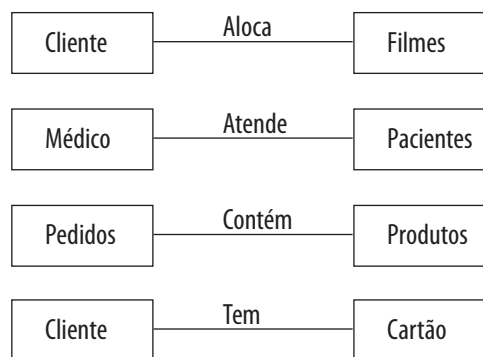 Cliente Aloca Filmes
Médico Atende Pacientes
Pedidos Contém Produtos
Cliente Tem Cartão